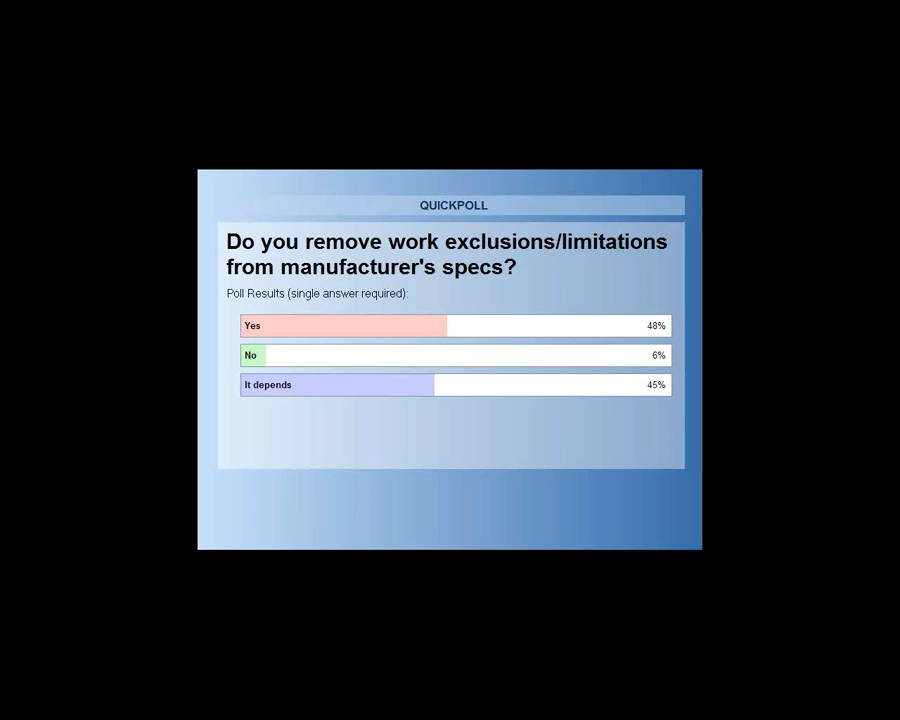 QUICKPOLL
Do you remove work exclusions/limitations
from manufacturer's specs?
Poll Results (single answer required):
Yes 48%
No 6%
It depends 45%